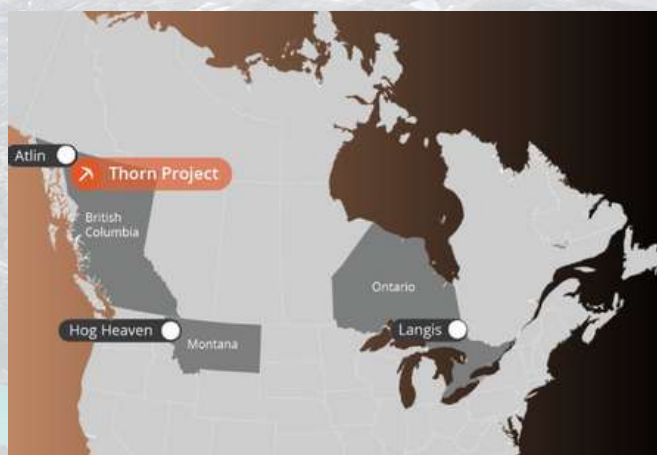 Atlin
Thorn Project
British
Columbia
Ontario
Hog Heaven
Montana
Langis